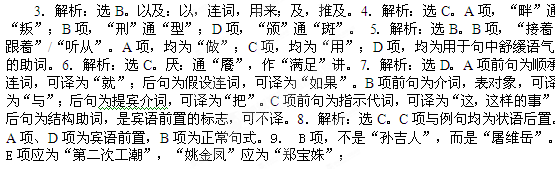 3．解析：选 B。以及：以，连词，用来；及，推及。4．解析：选 C。A 项，“畔”通
“叛”；B 项，“刑”通“型”；D 项，“颁”通“斑”。 5．解析：选 B。B 项，“接着、
跟着”/“听从”。A 项，均为“做”；C 项，均为“用”；D 项，均为用于句中舒缓语气
的助词。6．解析：选 C。厌：通“餍”，作“满足”讲。7．解析：选 D。A 项前句为顺承
连词，可译为“就”；后句为假设连词，可译为“如果”。B 项前句为介词，表对象，可译
为“与”；后句为提宾介词，可译为“把”。C 项前句为指示代词，可译为“这，这样的事”；
后句为结构助词，是宾语前置的标志，可不译。8．解析：选 C。C 项与例句均为状语后置。
A 项、D 项为宾语前置，B 项为正常句式。9． B 项，不是“孙吉人”，而是“屠维岳”。
E 项应为“第二次工潮”，“姚金凤”应为“郑宝姝”；